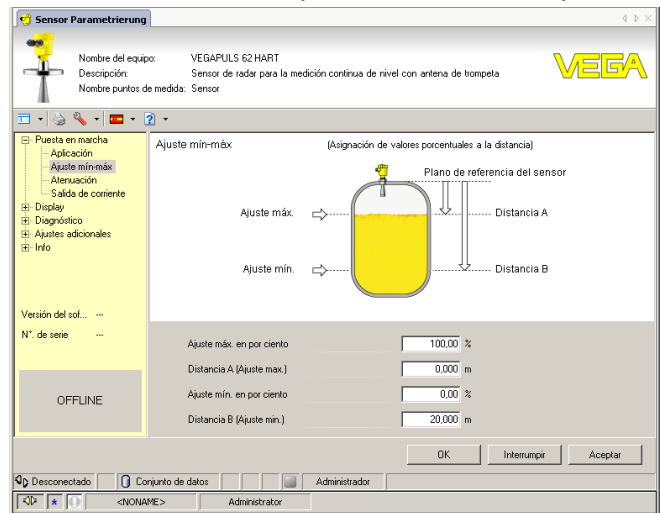 Sensor Parametrierung
Nombre del equipo: VEGAPULS 62 HART
Descripción: Sensor de radar para la medición continua de nivel con antena de trompeta
Nombre puntos de medida: Sensor
VEGA
Puesta en marcha
Aplicación
Ajuste mín-máx
Atenuación
Salida de corriente
Display
Diagnóstico
Ajustes adicionales
Info
Versión del sof... ---
N°. de serie ---
OFFLINE
Ajuste mín-máx (Asignación de valores porcentuales a la distancia)
Plano de referencia del sensor
Ajuste máx. Distancia A
Ajuste mín. Distancia B
Ajuste máx. en por ciento 100,00 %
Distancia A (Ajuste max.) 0,000 m
Ajuste mín. en por ciento 0,00 %
Distancia B (Ajuste min.) 20,000 m
OK Interrumpir Aceptar
Desconectado Conjunto de datos Administrador
<NONAME> Administrator